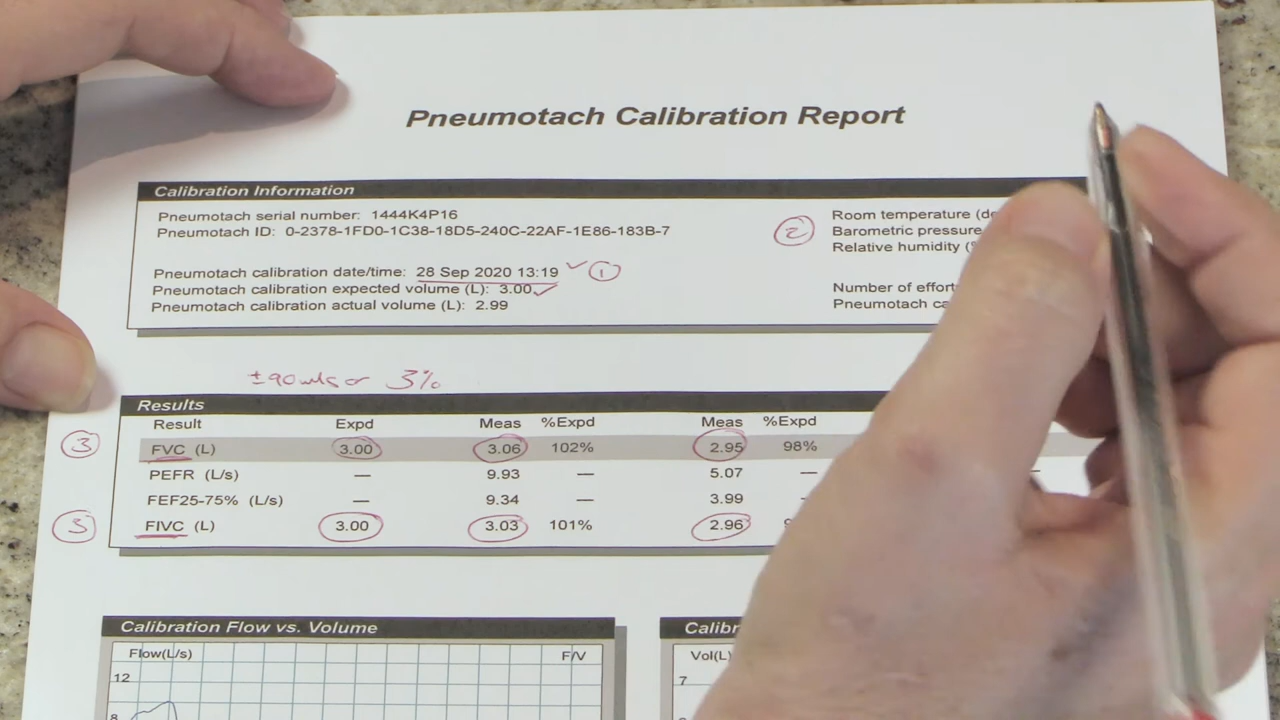 Pneumotach Calibration Report
Calibration Information
Pneumotach serial number: 1444K4P16
Pneumotach ID: 0-2378-1FD0-1C38-18D5-240C-22AF-1E86-183B-7
Pneumotach calibration date/time: 28 Sep 2020 13:19 ✓ ①
Pneumotach calibration expected volume (L): 3.00 ✓
Pneumotach calibration actual volume (L): 2.99
② Room temperature
Barometric pressure
Relative humidity
Number of
Pneumotach
±90mls or 3%
Results
Result Expd Meas %Expd Meas %Expd
③ FVC (L) 3.00 3.06 102% 2.95 98%
PEFR (L/s) — 9.93 — 5.07 —
FEF25-75% (L/s) — 9.34 — 3.99 —
③ FIVC (L) 3.00 3.03 101% 2.96
Calibration Flow vs. Volume
Flow(L/s) F/V
12
8
Vol(L)
7